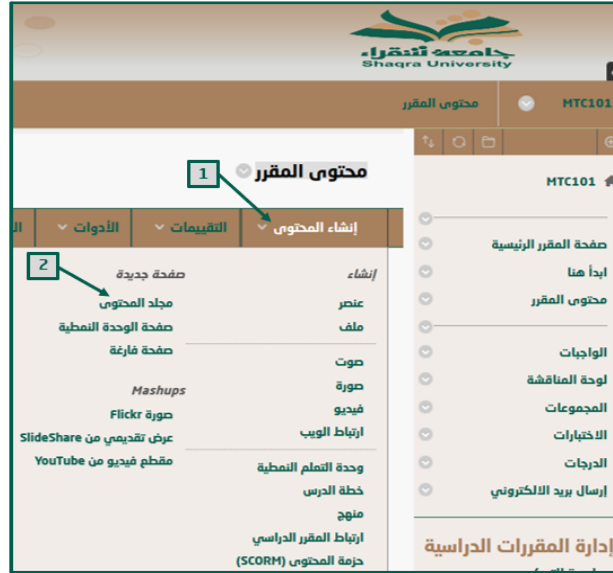 جامعة شقراء
Shaqra University
MTC101
محتوى المقرر
MTC101
صفحة المقرر الرئيسية
ابدأ هنا
محتوى المقرر
الواجبات
لوحة المناقشة
المجموعات
الاختبارات
الدرجات
إرسال بريد الالكتروني
إدارة المقررات الدراسية
محتوى المقرر
1
إنشاء المحتوى
التقييمات
الأدوات
2
إنشاء
عنصر
ملف
صوت
صورة
فيديو
ارتباط الويب
وحدة التعلم النمطية
خطة الدرس
منهج
ارتباط المقرر الدراسي
حزمة المحتوى (SCORM)
صفحة جديدة
مجلد المحتوى
صفحة الوحدة النمطية
صفحة فارغة
Mashups
صورة Flickr
عرض تقديمي من SlideShare
مقطع فيديو من YouTube